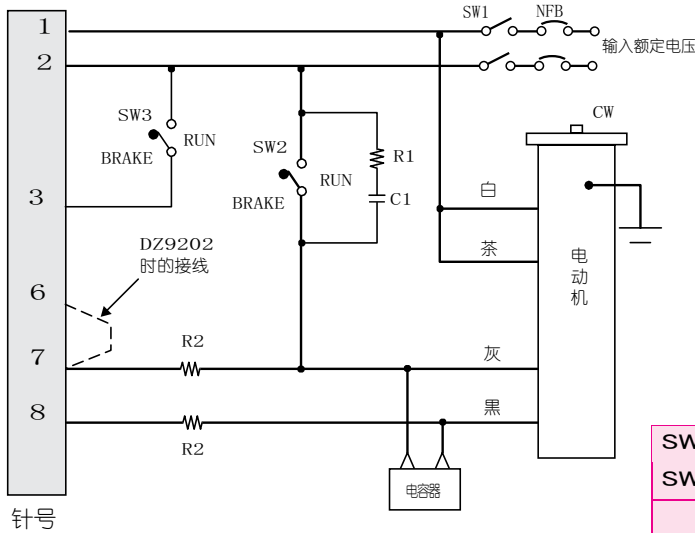 1
SW1
NFB
输入额定电压
2
SW3
RUN
BRAKE
SW2
RUN
BRAKE
R1
C1
CW
3
白
茶
电动机
DZ9202
时的接线
6
7
R2
灰
8
R2
黑
电容器
SW
SW
针号